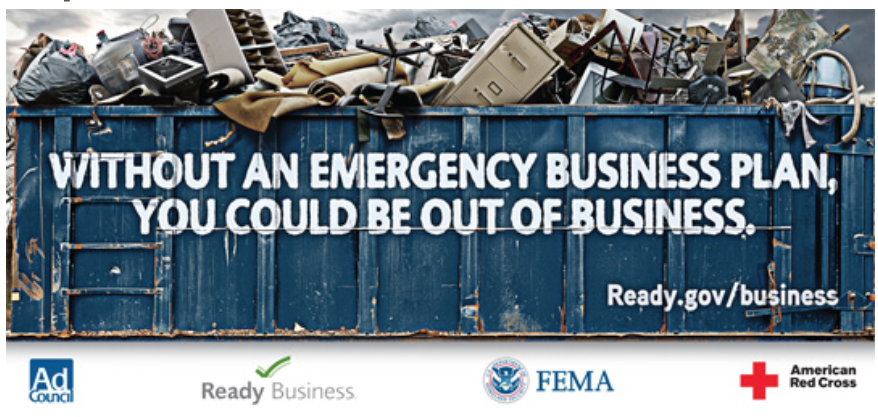 WITHOUT AN EMERGENCY BUSINESS PLAN,
YOU COULD BE OUT OF BUSINESS.
Ready.gov/business
Ad
Council
Ready Business.
FEMA
American
Red Cross